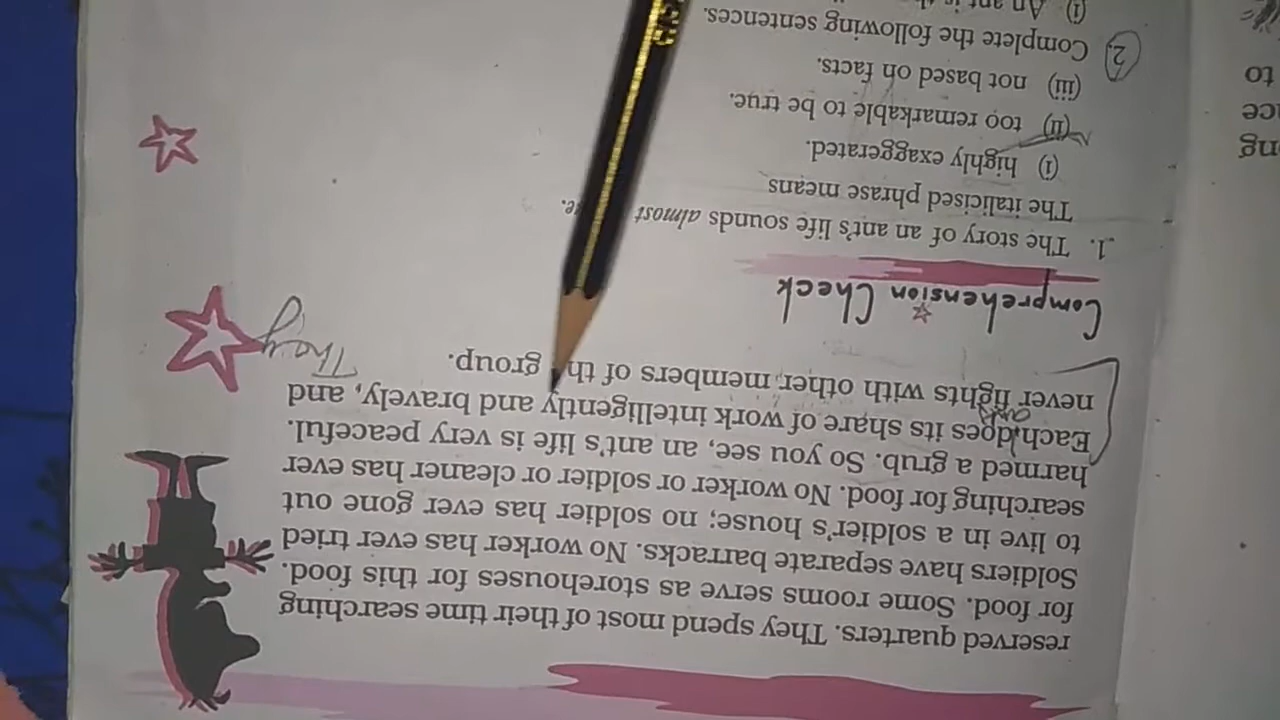 reserved quarters. They spend most of their time searching
for food. Some rooms serve as storehouses for this food.
Soldiers have separate barracks. No worker has ever tried
to live in a soldier's house; no soldier has ever gone out
searching for food. No worker or soldier or cleaner has ever
harmed a grub. So you see, an ant's life is very peaceful.
Each does its share of work intelligently and bravely, and
never fights with other members of group.
Comprehension Check
1. The story of an ant's life sounds almost
The italicised phrase means
(i) highly exaggerated.
(ii) too remarkable to be true.
(iii) not based on facts.
2. Complete the following sentences.
(i) An ant is
to